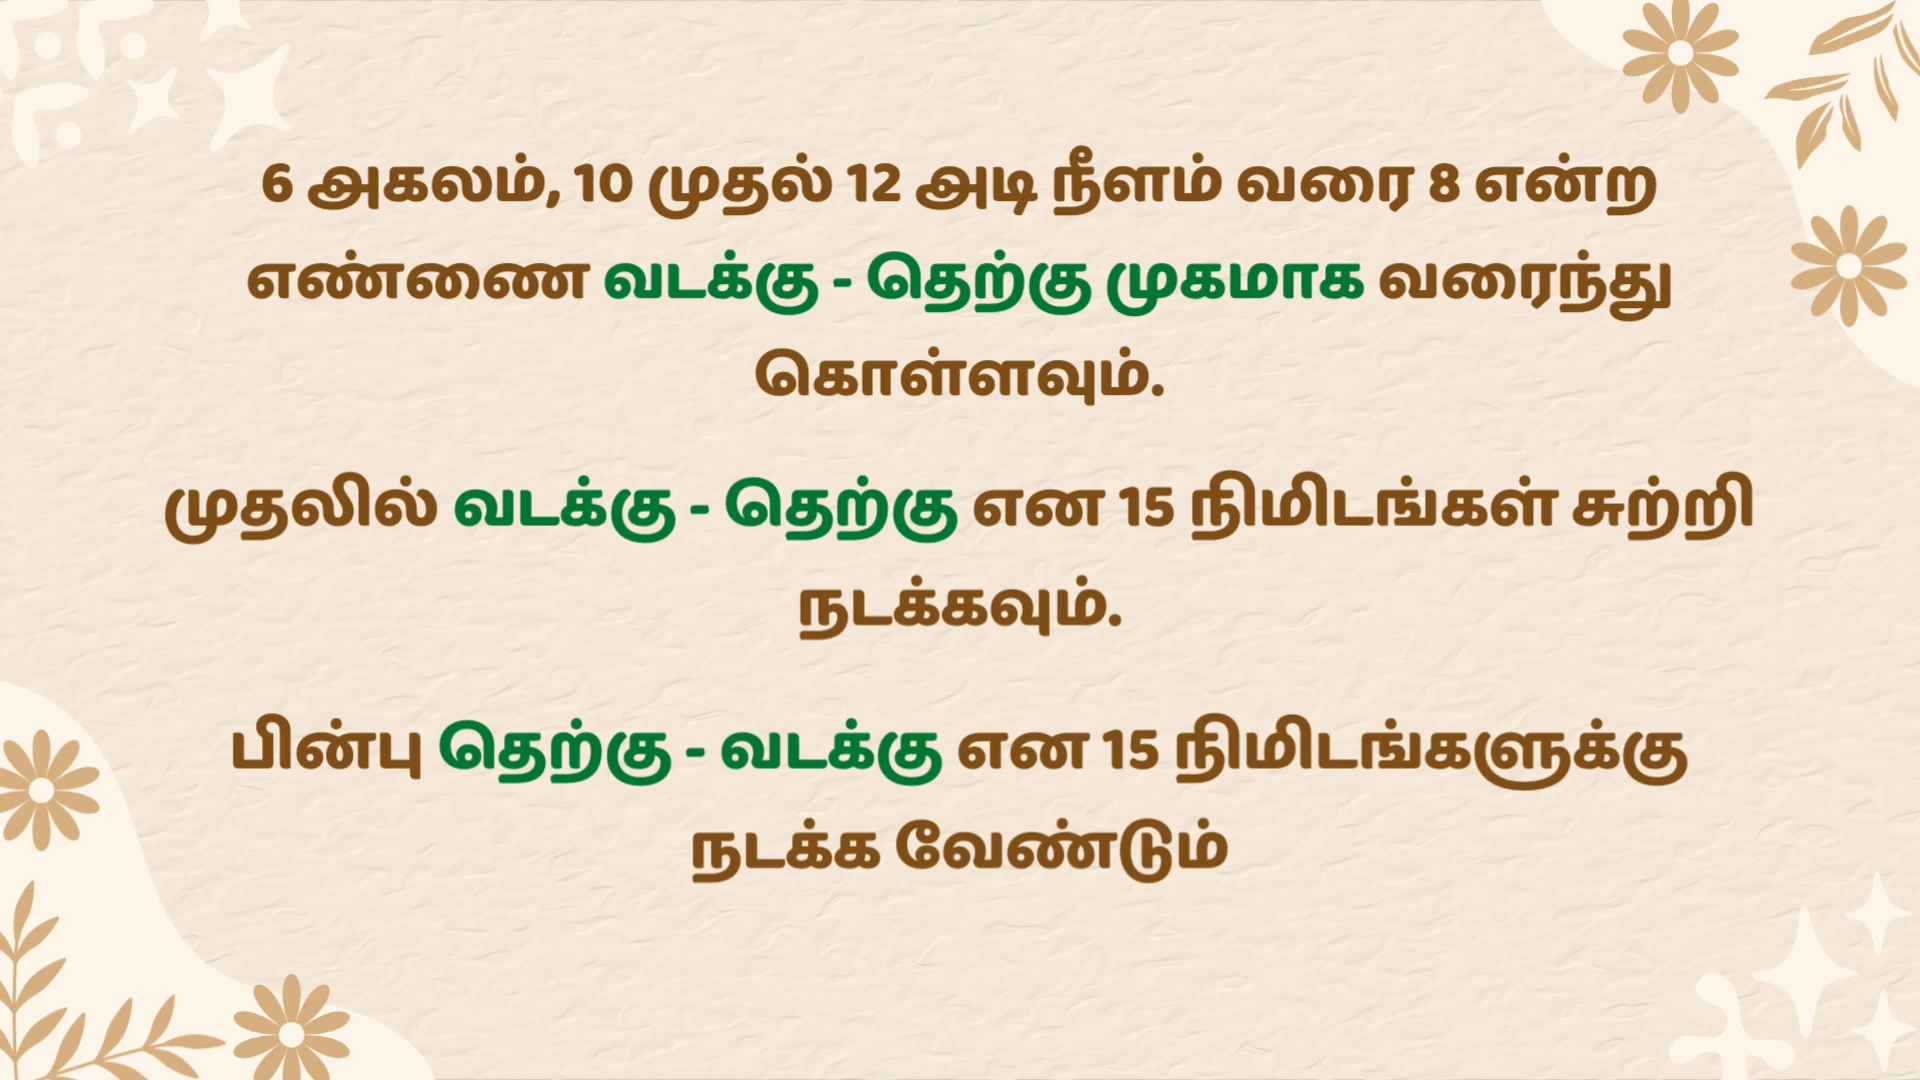 6 அகலம், 10 முதல் 12 அடி நீளம் வரை 8 என்ற
எண்ணை வடக்கு - தெற்கு முகமாக வரைந்து
கொள்ளவும்.
முதலில் வடக்கு - தெற்கு என 15 நிமிடங்கள் சுற்றி
நடக்கவும்.
பின்பு தெற்கு - வடக்கு என 15 நிமிடங்களுக்கு
நடக்க வேண்டும்